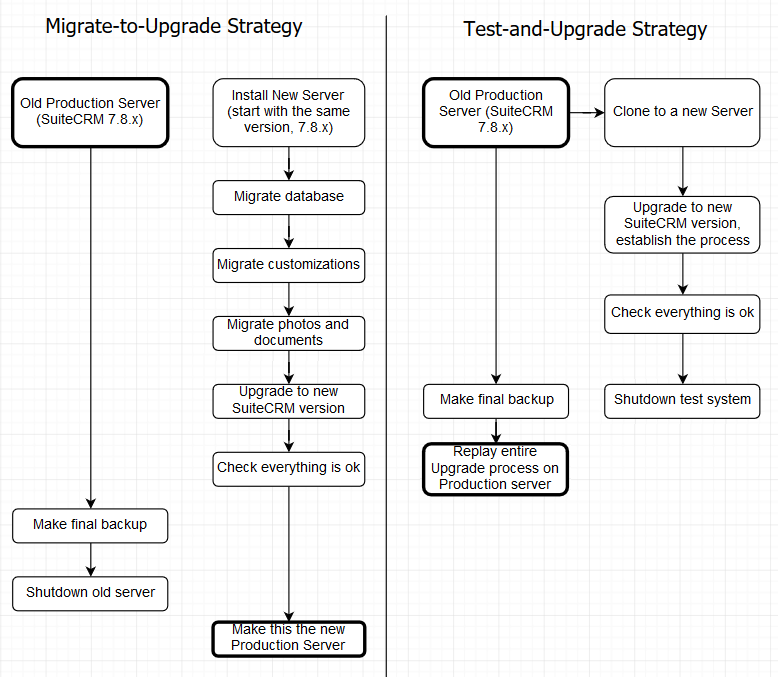 Migrate-to-Upgrade Strategy
Old Production Server
(SuiteCRM 7.8.x)
Make final backup
Shutdown old server
Install New Server
(start with the same
version, 7.8.x)
Migrate database
Migrate customizations
Migrate photos and
documents
Upgrade to new
SuiteCRM version
Check everything is ok
Make this the new
Production Server
Test-and-Upgrade Strategy
Old Production
Server (SuiteCRM
7.8.x)
Make final backup
Replay entire
Upgrade process on
Production server
Clone to a new Server
Upgrade to new
SuiteCRM version,
establish the process
Check everything is ok
Shutdown test system